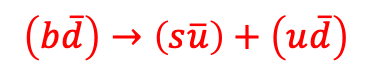 (bd̄) → (sū) + (ud̄)